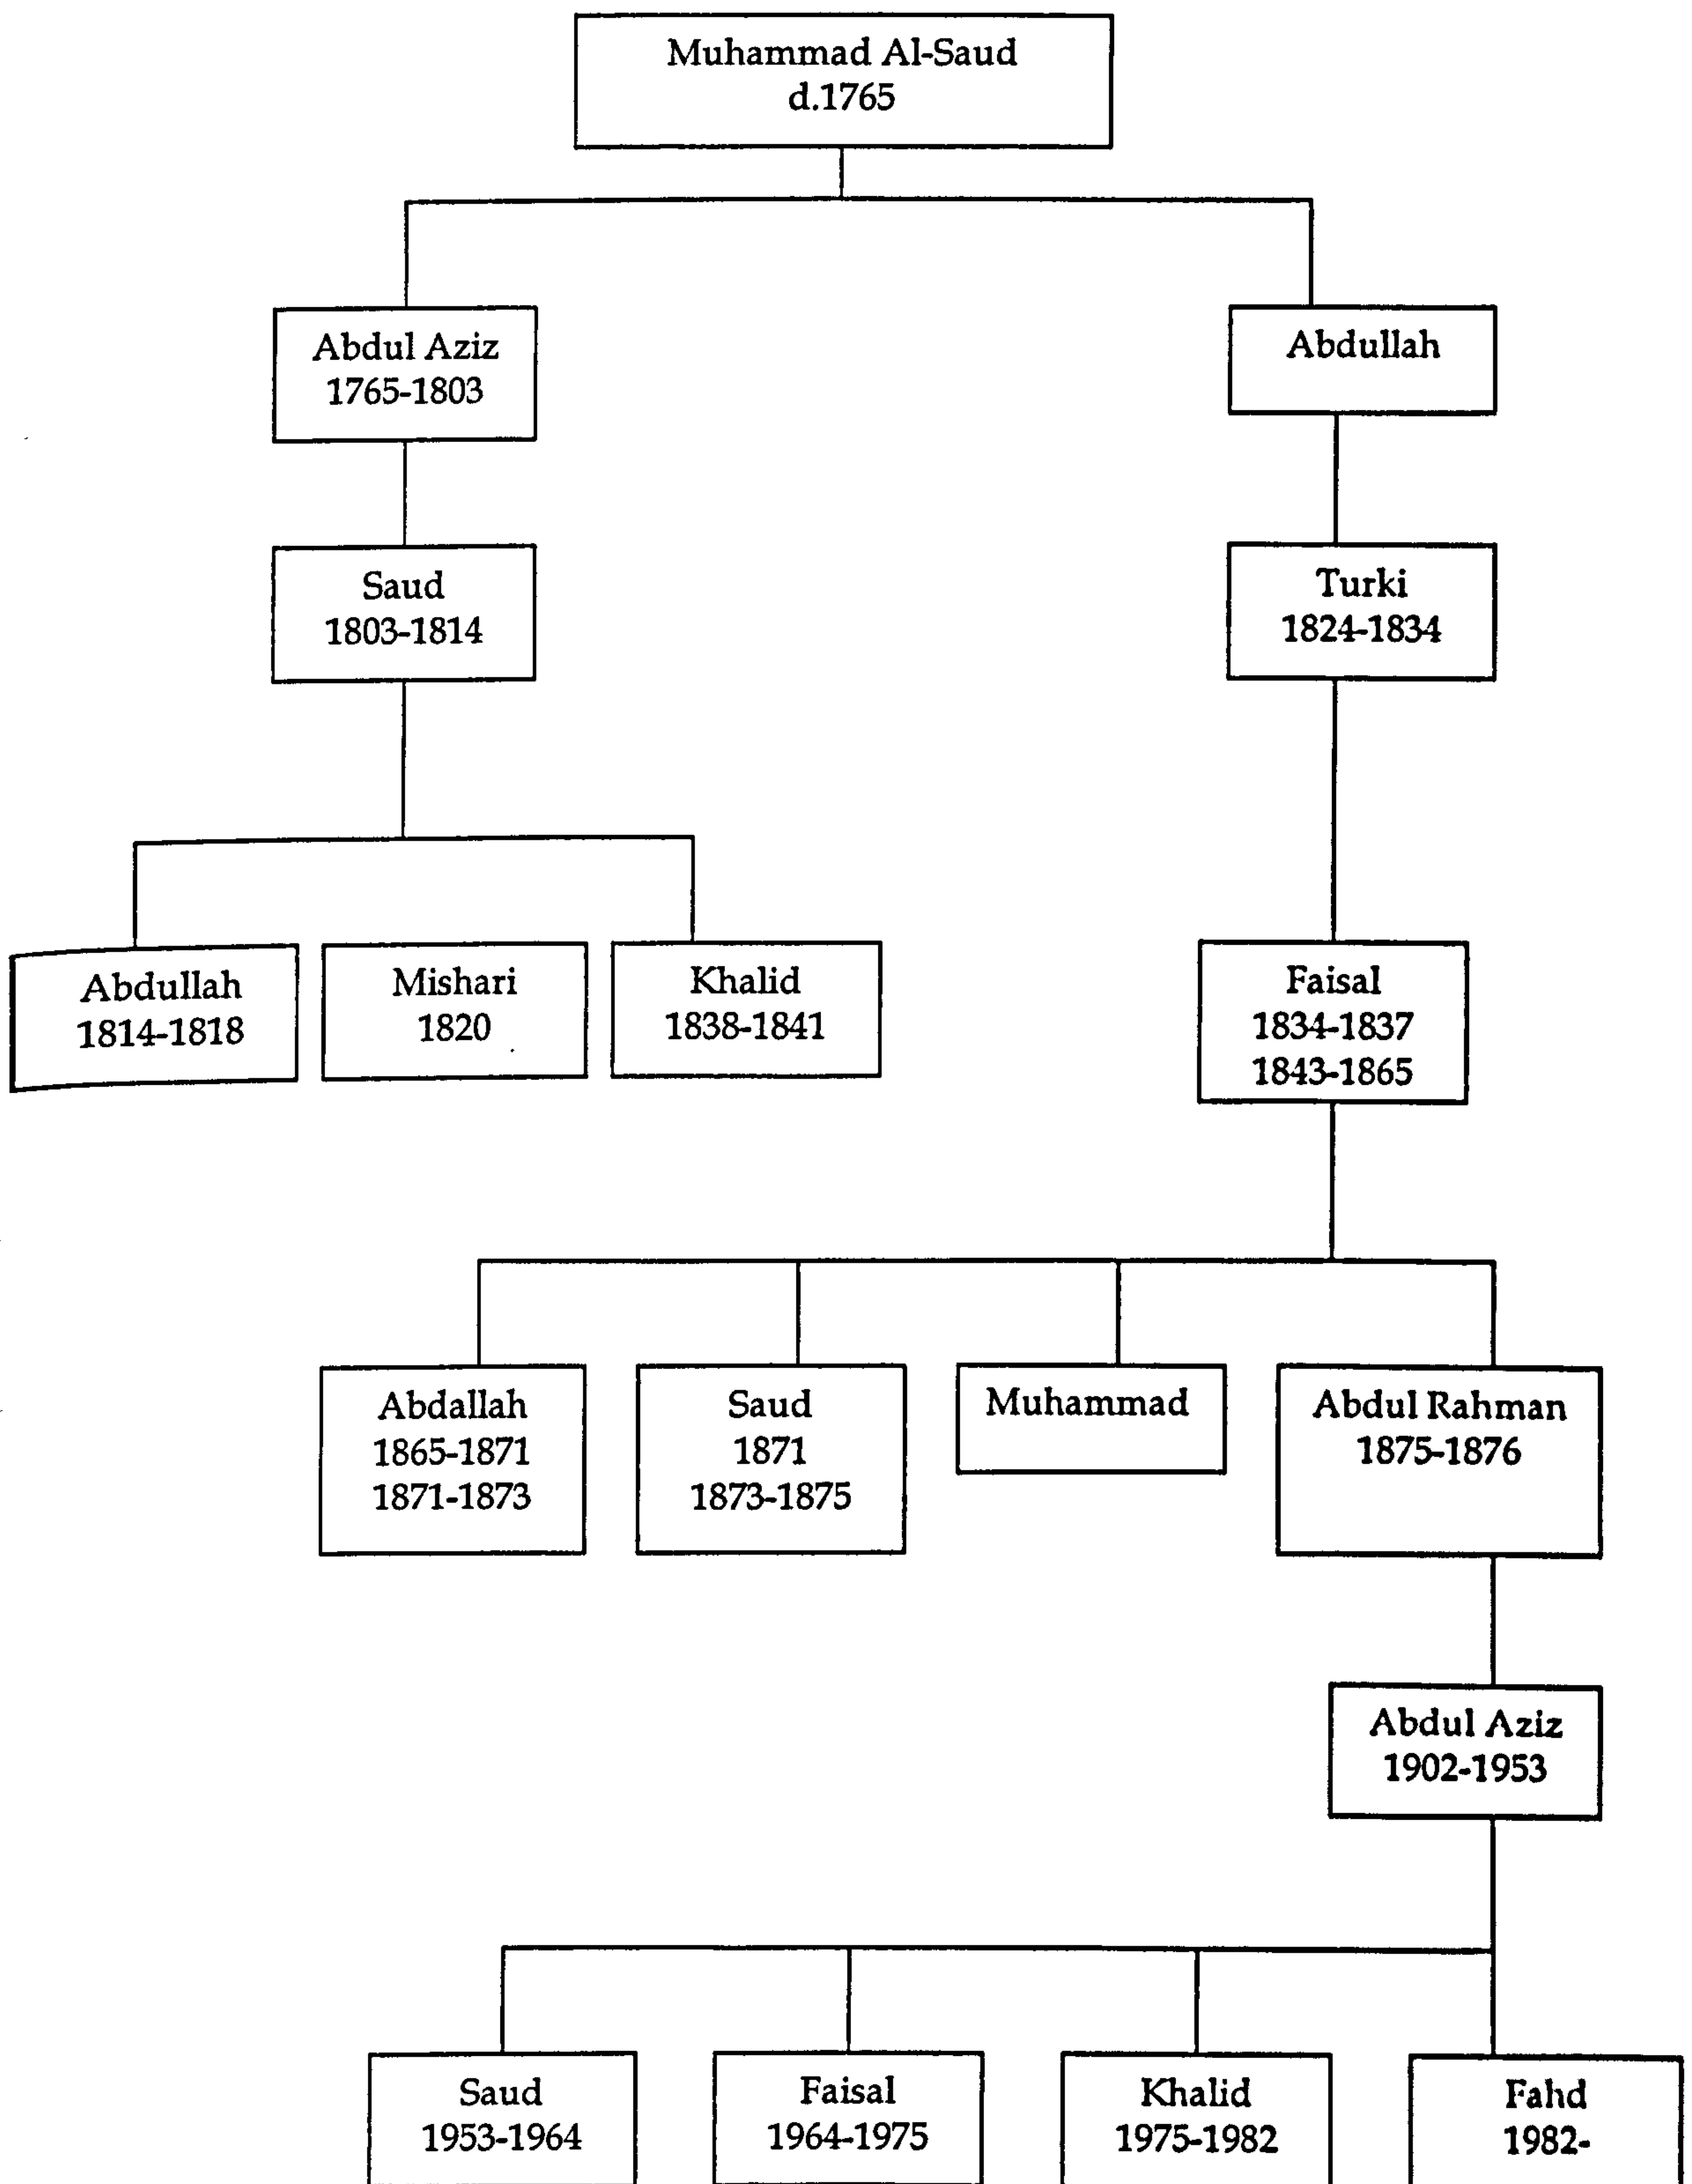 Muhammad Al-Saud
d.1765
Abdul Aziz
1765-1803
Abdullah
Saud
1803-1814
Turki
1824-1834
Abdullah
1814-1818
Mishari
1820
Khalid
1838-1841
Faisal
1834-1837
1843-1865
Abdallah
1865-1871
1871-1873
Saud
1871
1873-1875
Muhammad
Abdul Rahman
1875-1876
Abdul Aziz
1902-1953
Saud
1953-1964
Faisal
1964-1975
Khalid
1975-1982
Fahd
1982-